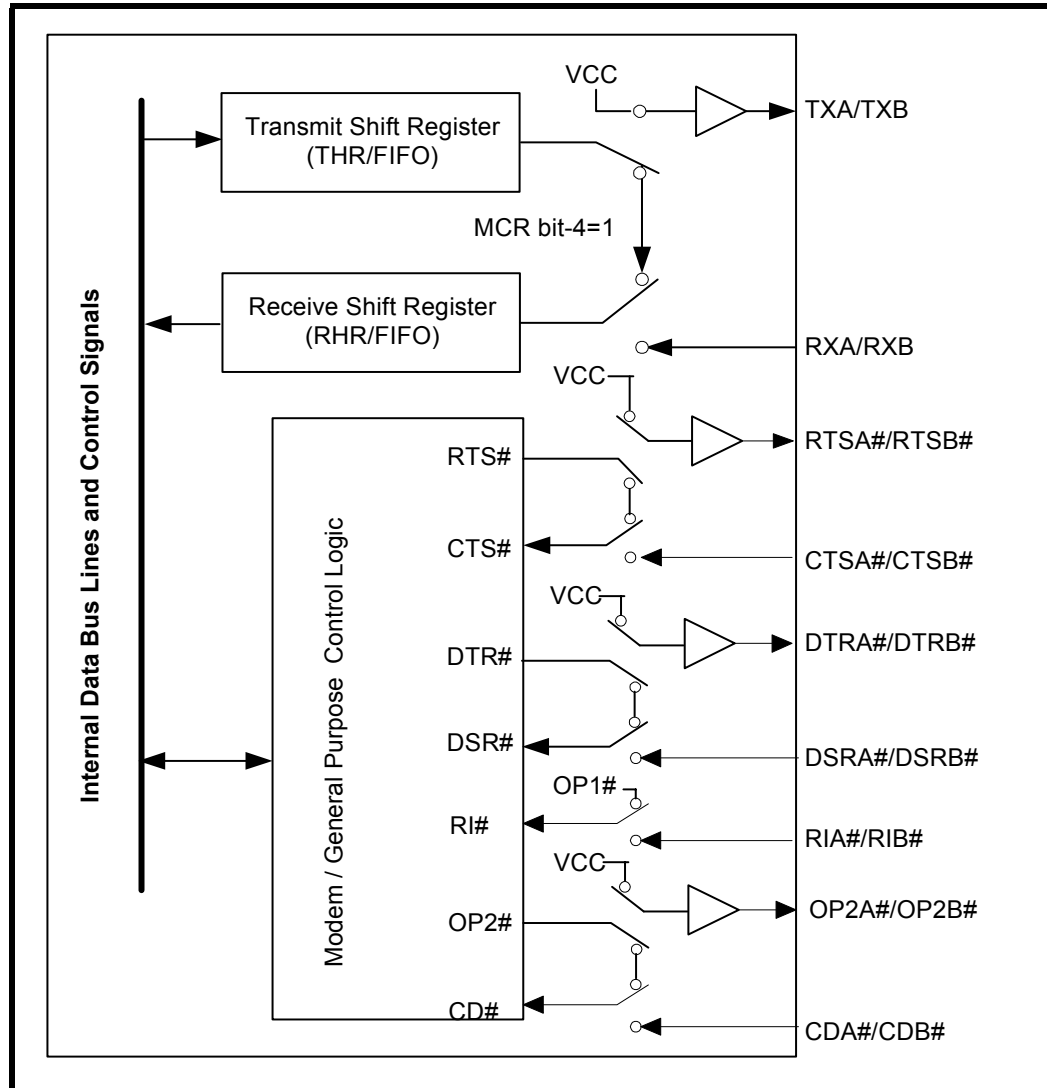 VCC
TXA/TXB
Transmit Shift Register
(THR/FIFO)
MCR bit-4=1
Receive Shift Register
(RHR/FIFO)
RXA/RXB
VCC
RTSA#/RTSB#
RTS#
CTS#
CTSA#/CTSB#
VCC
DTRA#/DTRB#
DTR#
DSR#
DSRA#/DSRB#
OP1#
RI#
RIA#/RIB#
VCC
OP2A#/OP2B#
OP2#
CD#
CDA#/CDB#
Internal Data Bus Lines and Control Signals
Modem / General Purpose Control Logic